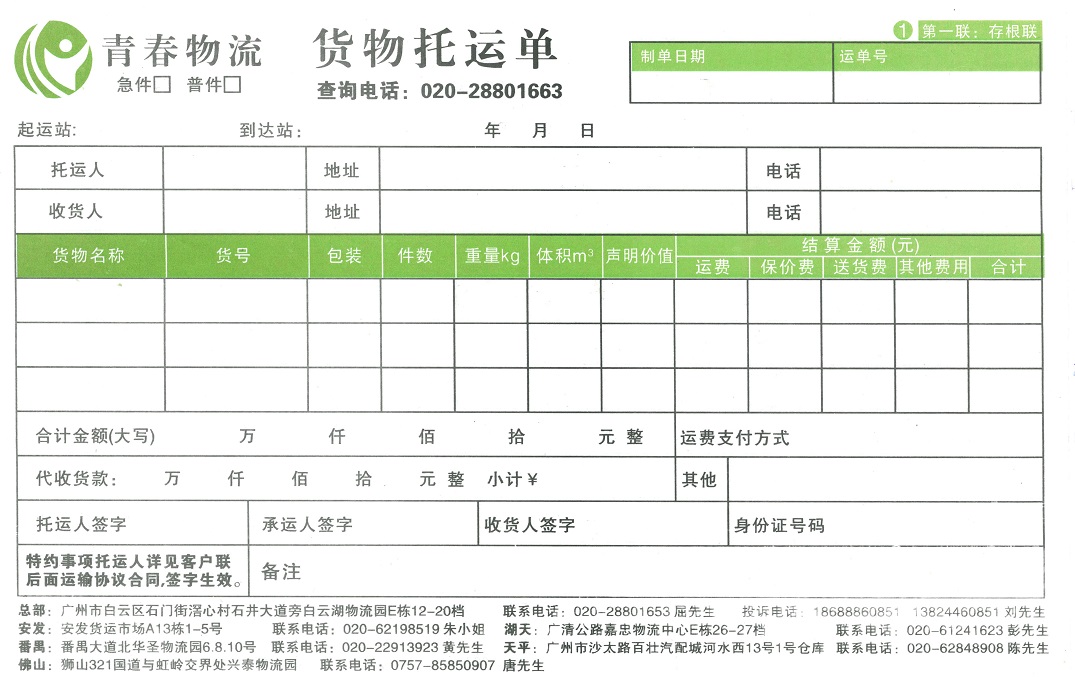 青春物流
急件□ 普件□
货物托运单
查询电话：020-28801663
① 第一联：存根联
制单日期 运单号
起运站: 到达站: 年 月 日
托运人 地址 电话
收货人 地址 电话
货物名称 货号 包装 件数 重量kg 体积m³ 声明价值 结算金额(元)
运费 保价费 送货费 其他费用 合计
合计金额(大写) 万 仟 佰 拾 元 整 运费支付方式
代收货款: 万 仟 佰 拾 元 整 小计¥ 其他
托运人签字 承运人签字 收货人签字 身份证号码
特约事项托运人详见客户联
后面运输协议合同,签字生效。 备注
总部：广州市白云区石门街滘心村石井大道旁白云湖物流园E栋12-20档 联系电话：020-28801653 屈先生 投诉电话：18688860851 13824460851 刘先生
安发：安发货运市场A13栋1-5号 联系电话：020-62198519 朱小姐 湖天：广清公路嘉忠物流中心E栋26-27档 联系电话：020-61241623 彭先生
番禺：番禺大道北华圣物流园6.8.10号 联系电话：020-22913923 黄先生 天平：广州市沙太路百壮汽配城河水西13号1号仓库 联系电话：020-62848908 陈先生
佛山：狮山321国道与虹岭交界处兴泰物流园 联系电话：0757-85850907 唐先生